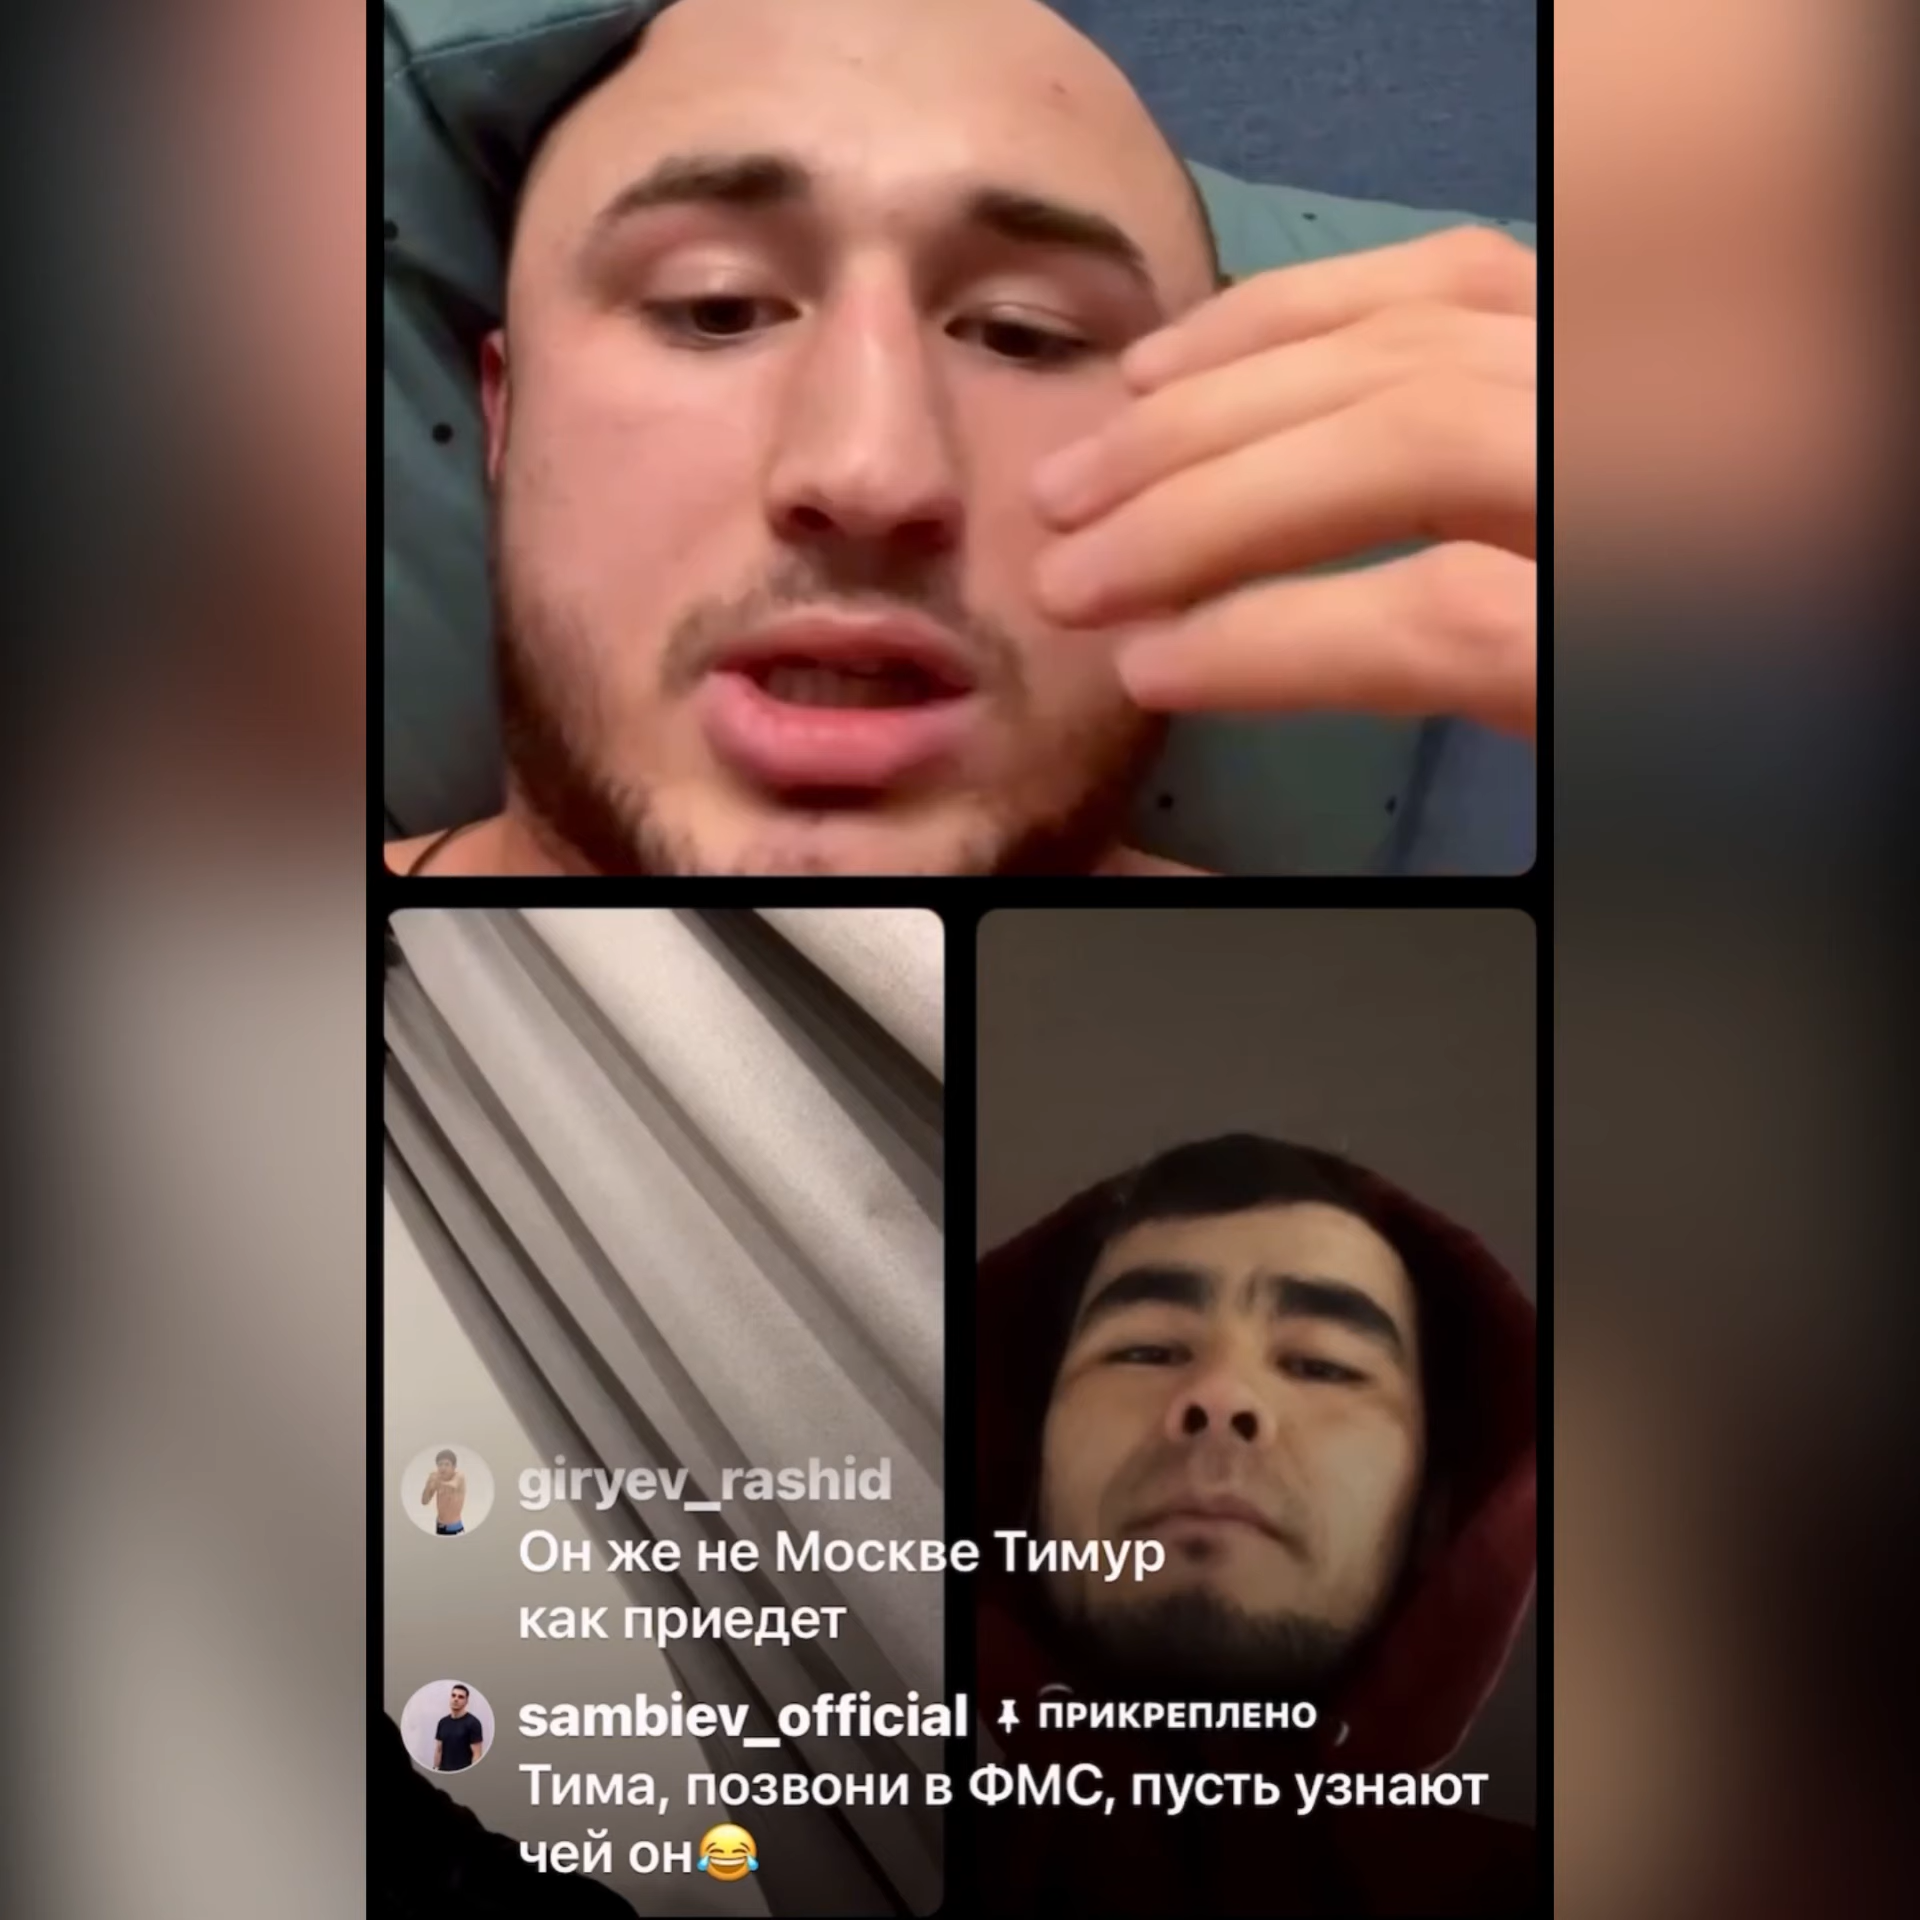 giryev_rashid
Он же не Москве Тимур
как приедет
sambiev_official ПРИКРЕПЛЕНО
Тима, позвони в ФМС, пусть узнают
чей он😂